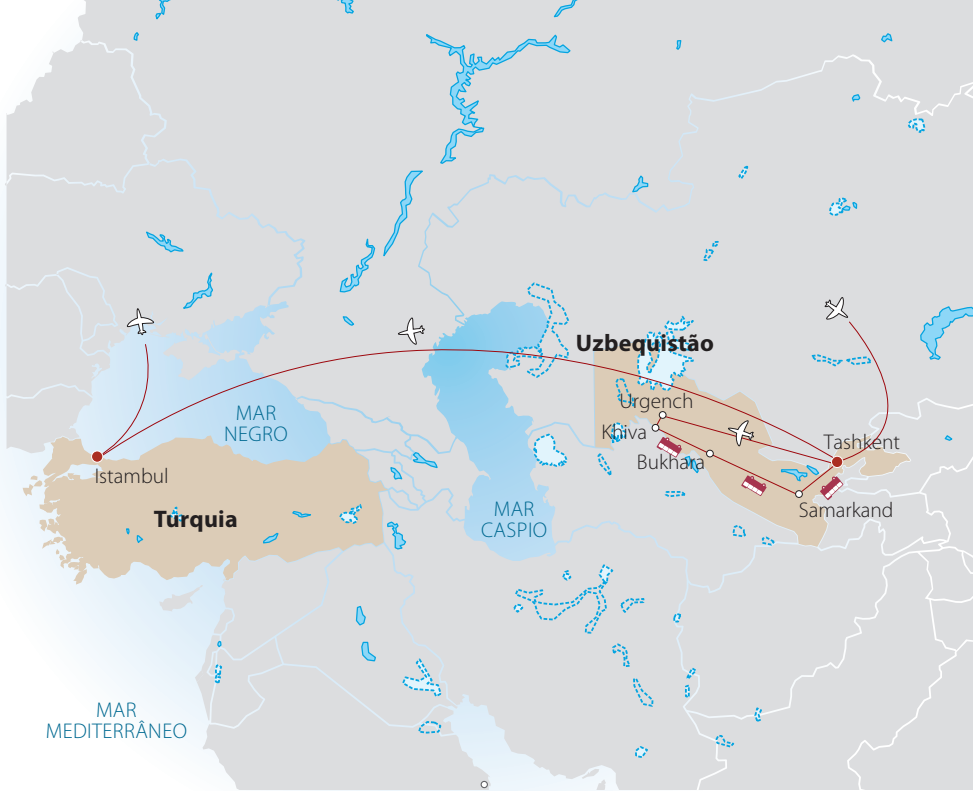 Uzbequistão
Urgench
MAR
NEGRO
Khiva
Tashkent
Bukhara
Istambul
MAR
CASPIO
Samarkand
Turquia
MAR
MEDITERRÂNEO